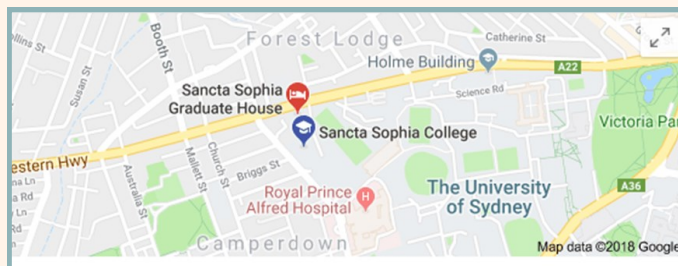 Forest Lodge
Catherine St
Booth St
Holme Building
A22
Susan St
Sancta Sophia
Graduate House
Science Rd
Sancta Sophia College
Victoria Par
estern Hwy
Mallett St
Church St
Briggs St
Australia St
Royal Prince
Alfred Hospital
H
The University
of Sydney
A36
Camperdown
Map data ©2018 Google